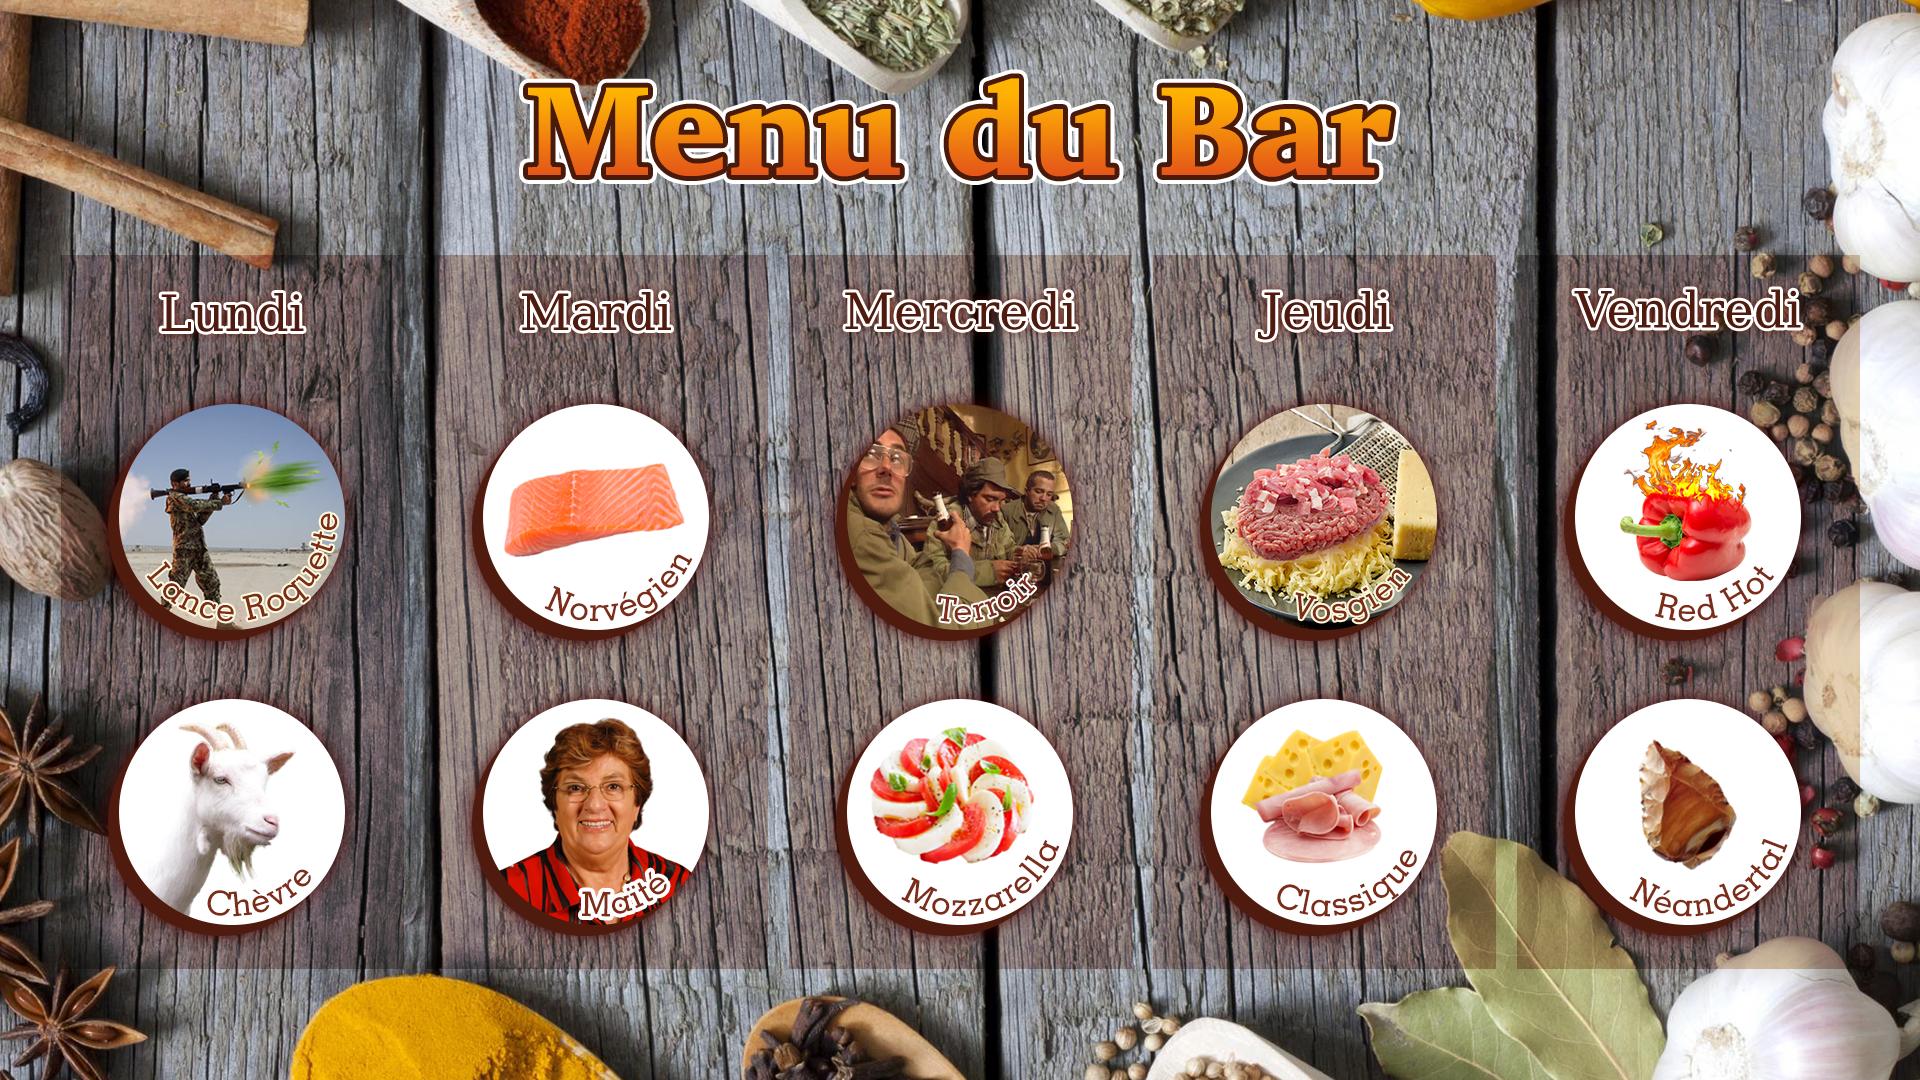 Menu du Bar
Lundi
Mardi
Mercredi
Jeudi
Vendredi
Lance Roquette
Norvégien
Terroir
Vosgien
Red Hot
Chèvre
Maïté
Mozzarella
Classique
Néandertal